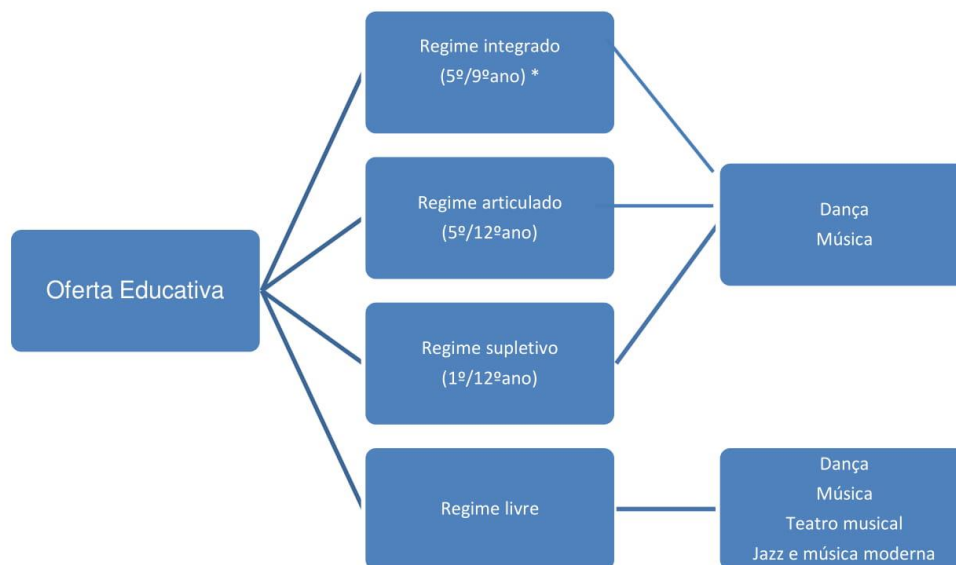 Oferta Educativa
Regime integrado
(5º/9ºano) *
Regime articulado
(5º/12ºano)
Regime supletivo
(1º/12ºano)
Regime livre
Dança
Música
Dança
Música
Teatro musical
Jazz e música moderna